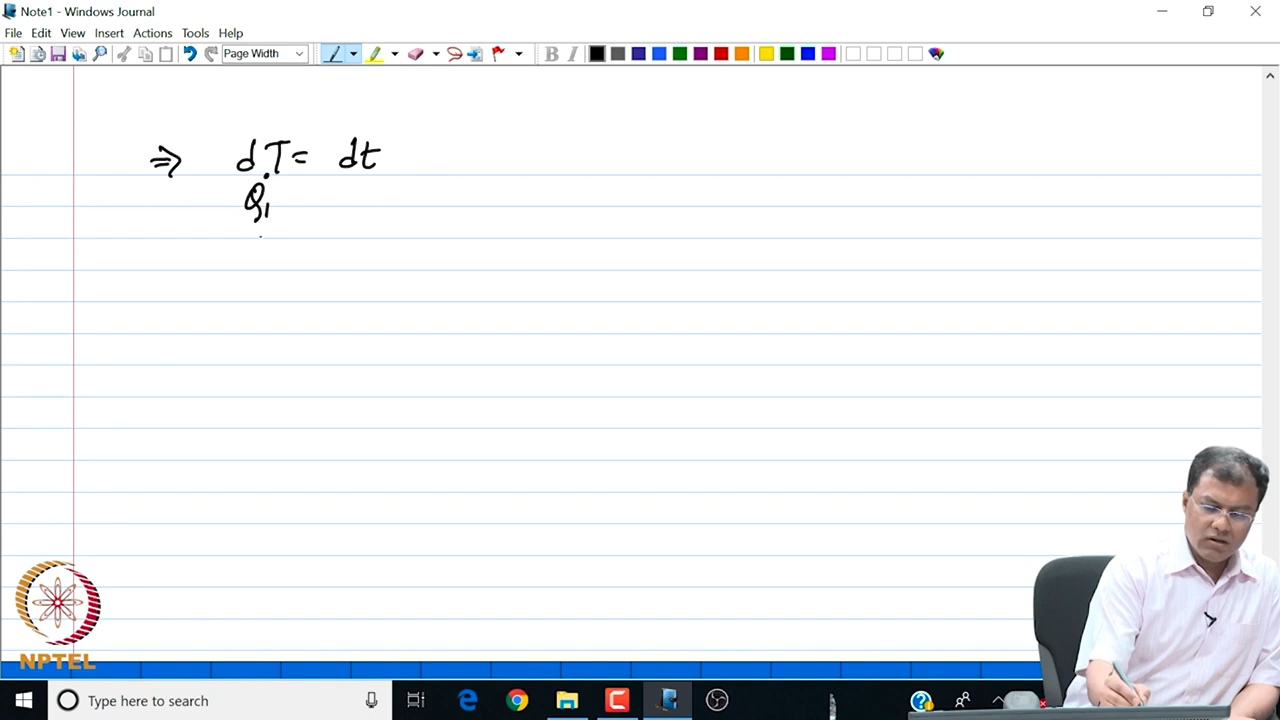 Note1 - Windows Journal
File Edit View Insert Actions Tools Help
Page Width B I
⇒ dT = dt
Q̇1
NPTEL
Type here to search